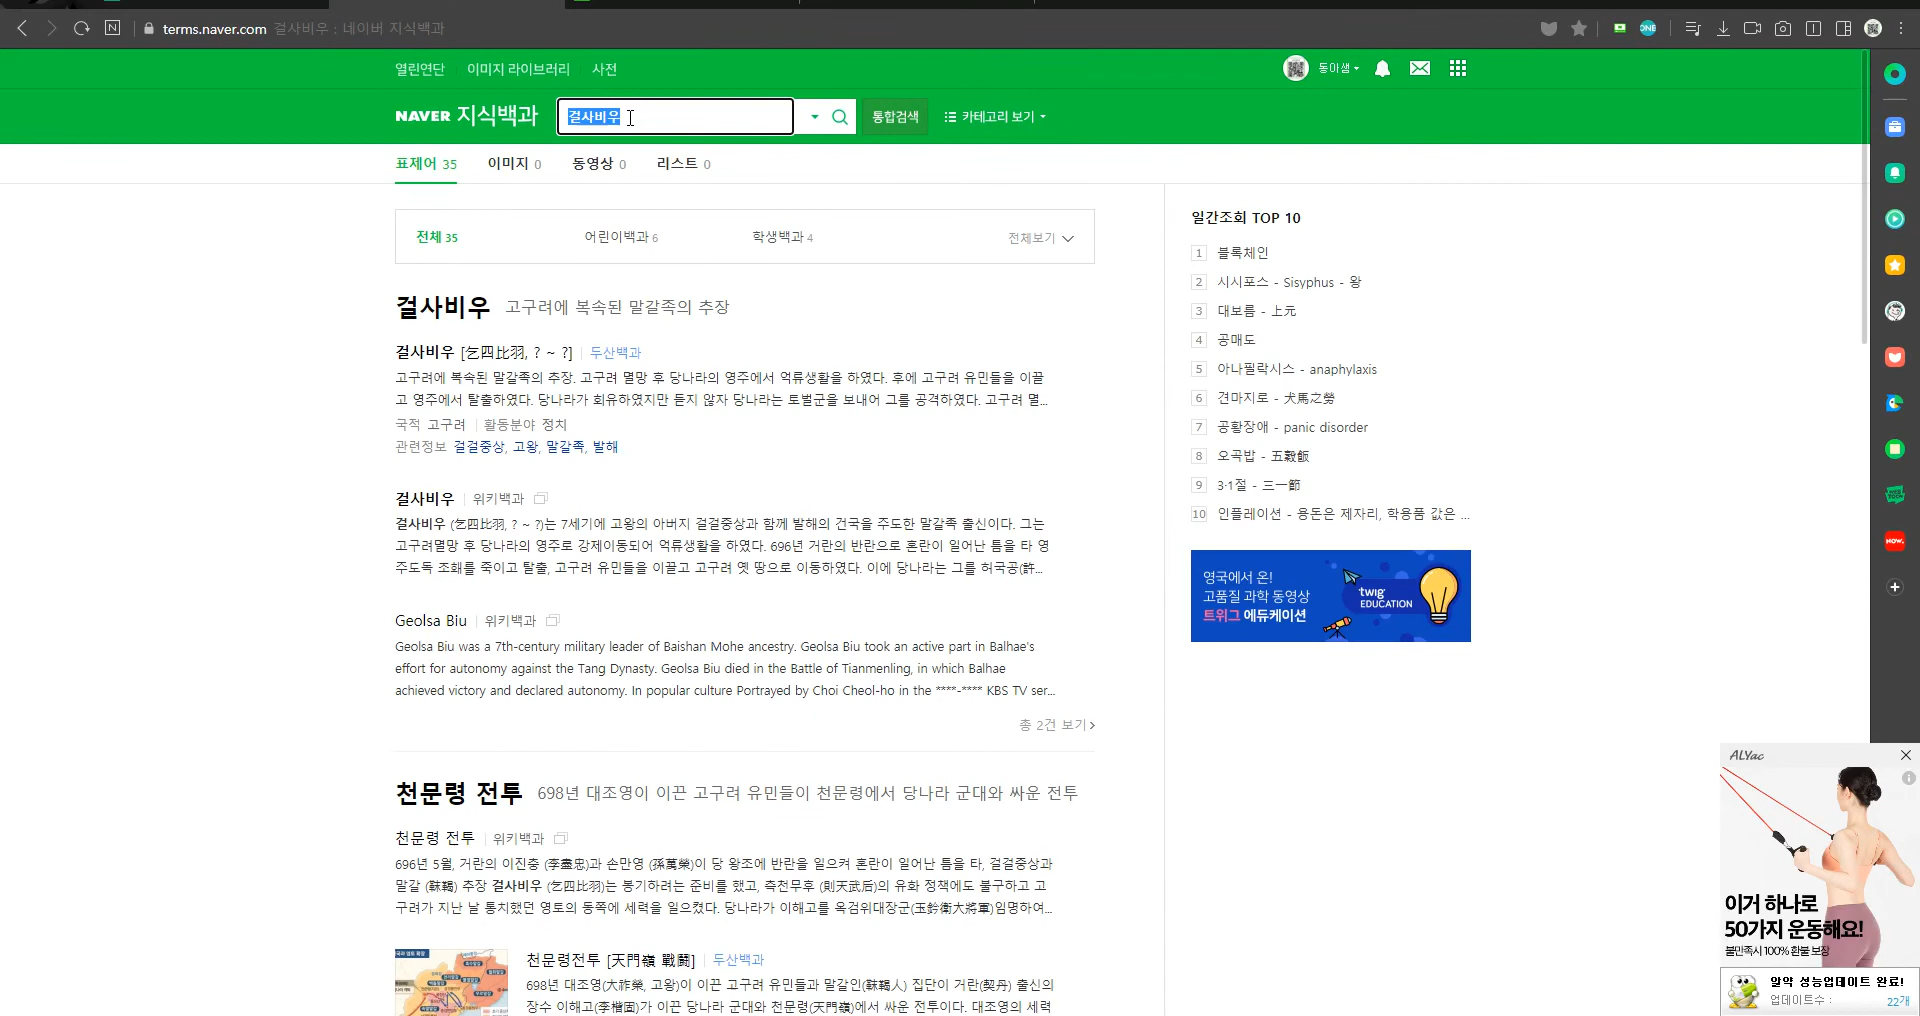 terms.naver.com 걸사비우 : 네이버 지식백과
열린연단 이미지 라이브러리 사전
동아샘
NAVER 지식백과 걸사비우 통합검색 카테고리 보기
표제어 35 이미지 0 동영상 0 리스트 0
전체 35 어린이백과 6 학생백과 4 전체보기
걸사비우 고구려에 복속된 말갈족의 추장
걸사비우 [乞四比羽, ? ~ ?] 두산백과
고구려에 복속된 말갈족의 추장. 고구려 멸망 후 당나라의 영주에서 억류생활을 하였다. 후에 고구려 유민들을 이끌
고 영주에서 탈출하였다. 당나라가 회유하였지만 듣지 않자 당나라는 토벌군을 보내어 그를 공격하였다. 고구려 멸...
국적 고구려 활동분야 정치
관련정보 걸걸중상, 고왕, 말갈족, 발해
걸사비우 위키백과
걸사비우 (乞四比羽, ? ~ ?)는 7세기에 고왕의 아버지 걸걸중상과 함께 발해의 건국을 주도한 말갈족 출신이다. 그는
고구려멸망 후 당나라의 영주로 강제이동되어 억류생활을 하였다. 696년 거란의 반란으로 혼란이 일어난 틈을 타 영
주도독 조홰를 죽이고 탈출, 고구려 유민들을 이끌고 고구려 옛 땅으로 이동하였다. 이에 당나라는 그를 허국공(許...
Geolsa Biu 위키백과
Geolsa Biu was a 7th-century military leader of Baishan Mohe ancestry. Geolsa Biu took an active part in Balhae's
effort for autonomy against the Tang Dynasty. Geolsa Biu died in the Battle of Tianmenling, in which Balhae
achieved victory and declared autonomy. In popular culture Portrayed by Choi Cheol-ho in the ****-**** KBS TV ser...
총 2건 보기
천문령 전투 698년 대조영이 이끈 고구려 유민들이 천문령에서 당나라 군대와 싸운 전투
천문령 전투 위키백과
696년 5월, 거란의 이진충 (李盡忠)과 손만영 (孫萬榮)이 당 왕조에 반란을 일으켜 혼란이 일어난 틈을 타, 걸걸중상과
말갈 (靺鞨) 추장 걸사비우 (乞四比羽)는 봉기하려는 준비를 했고, 측천무후 (則天武后)의 유화 정책에도 불구하고 고
구려가 지난 날 통치했던 영토의 동쪽에 세력을 일으켰다. 당나라가 이해고를 옥검위대장군(玉鈐衛大將軍)임명하여...
천문령전투 [天門嶺 戰鬪] 두산백과
698년 대조영(大祚榮, 고왕)이 이끈 고구려 유민들과 말갈인(靺鞨人) 집단이 거란(契丹) 출신의
장수 이해고(李楷固)가 이끈 당나라 군대와 천문령(天門嶺)에서 싸운 전투이다. 대조영의 세력
일간조회 TOP 10
1 블록체인
2 시시포스 - Sisyphus - 왕
3 대보름 - 上元
4 공매도
5 아나필락시스 - anaphylaxis
6 견마지로 - 犬馬之勞
7 공황장애 - panic disorder
8 오곡밥 - 五穀飯
9 3·1절 - 三一節
10 인플레이션 - 용돈은 제자리, 학용품 값은 ...
영국에서 온!
고품질 과학 동영상
트위그 에듀케이션
twig
EDUCATION
ALYac
이거 하나로
50가지 운동해요!
불만족시 100% 환불 보장
알약 성능업데이트 완료!
업데이트수 : 22개